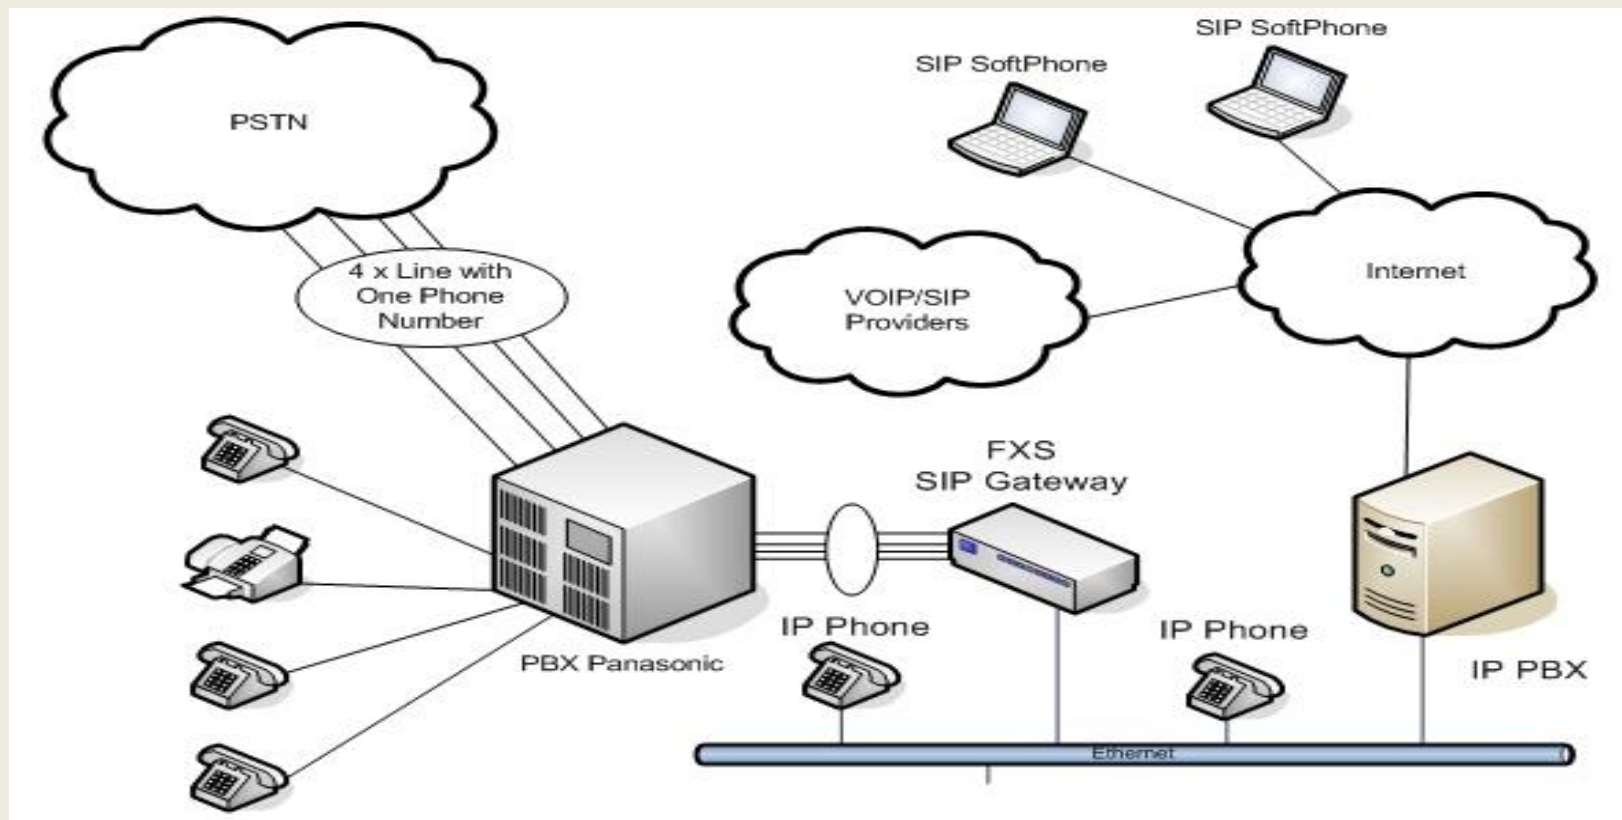 SIP SoftPhone
SIP SoftPhone
PSTN
4 x Line with
One Phone
Number
VOIP/SIP
Providers
Internet
FXS
SIP Gateway
IP Phone
IP Phone
PBX Panasonic
IP PBX
Ethernet